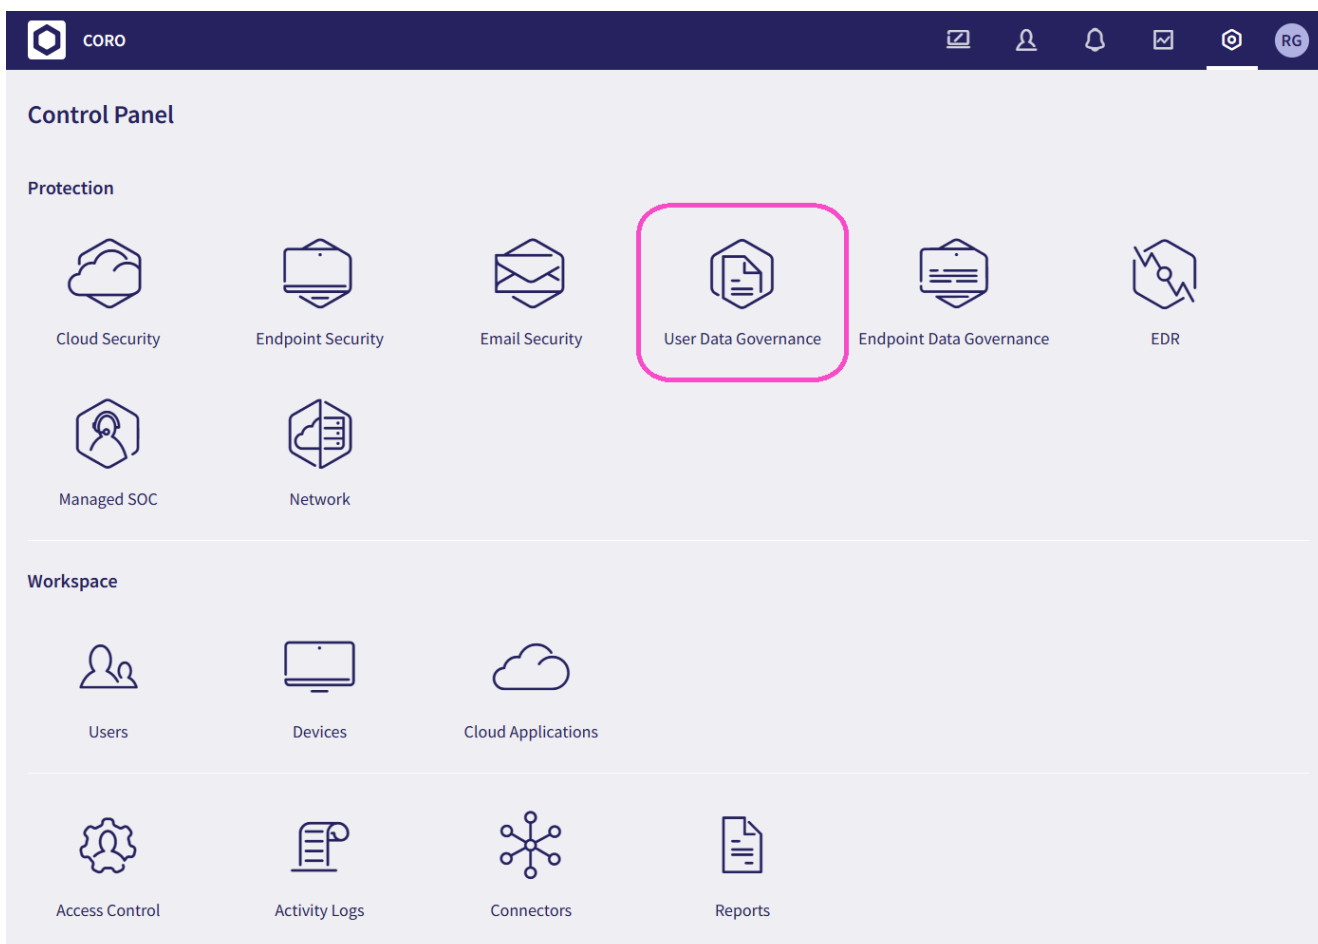 CORO
RG
Control Panel
Protection
Cloud Security
Endpoint Security
Email Security
User Data Governance
Endpoint Data Governance
EDR
Managed SOC
Network
Workspace
Users
Devices
Cloud Applications
Access Control
Activity Logs
Connectors
Reports